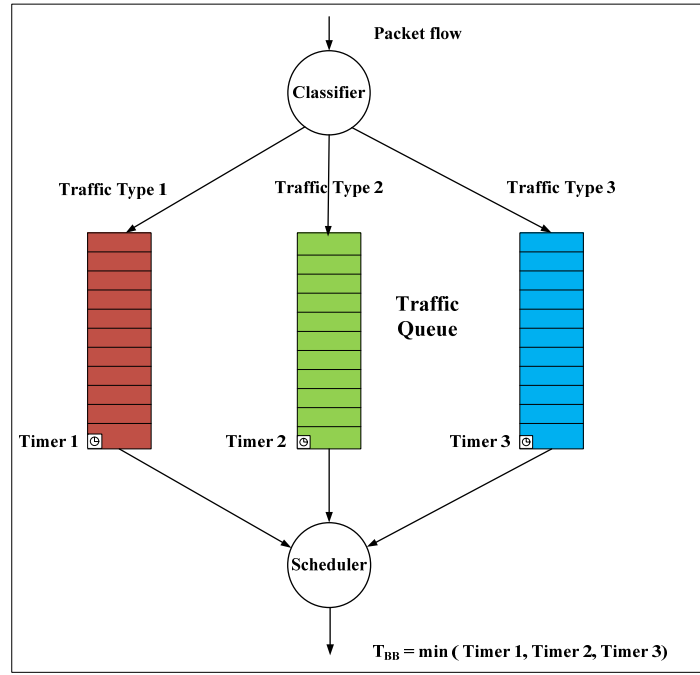 Packet flow
Classifier
Traffic Type 1
Traffic Type 2
Traffic Type 3
Traffic
Queue
Timer 1
Timer 2
Timer 3
Scheduler
T_BB = min ( Timer 1, Timer 2, Timer 3)